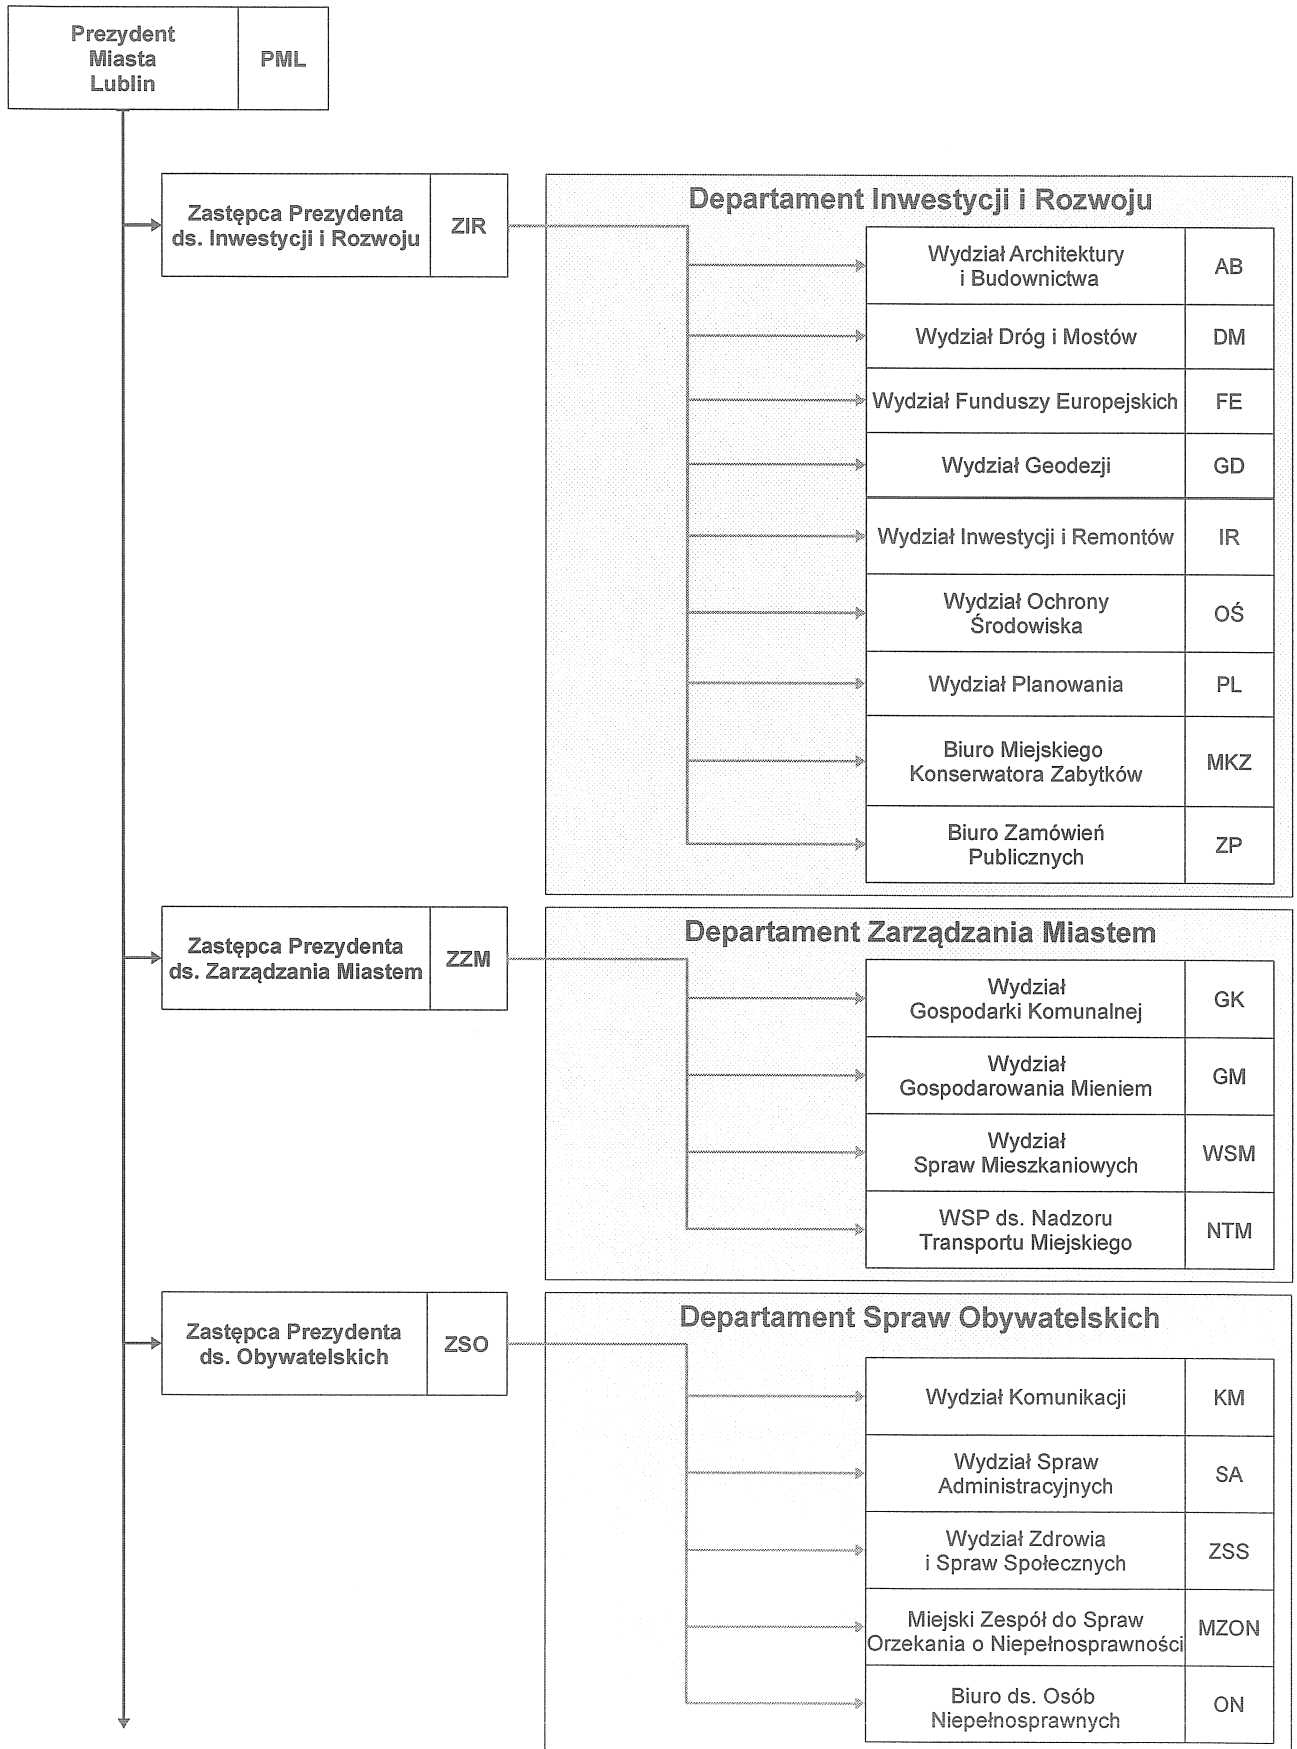 Prezydent
Miasta
Lublin
PML
Zastępca Prezydenta
ds. Inwestycji i Rozwoju
ZIR
Departament Inwestycji i Rozwoju
Wydział Architektury
i Budownictwa
AB
Wydział Dróg i Mostów
DM
Wydział Funduszy Europejskich
FE
Wydział Geodezji
GD
Wydział Inwestycji i Remontów
IR
Wydział Ochrony
Środowiska
OŚ
Wydział Planowania
PL
Biuro Miejskiego
Konserwatora Zabytków
MKZ
Biuro Zamówień
Publicznych
ZP
Zastępca Prezydenta
ds. Zarządzania Miastem
ZZM
Departament Zarządzania Miastem
Wydział
Gospodarki Komunalnej
GK
Wydział
Gospodarowania Mieniem
GM
Wydział
Spraw Mieszkaniowych
WSM
WSP ds. Nadzoru
Transportu Miejskiego
NTM
Zastępca Prezydenta
ds. Obywatelskich
ZSO
Departament Spraw Obywatelskich
Wydział Komunikacji
KM
Wydział Spraw
Administracyjnych
SA
Wydział Zdrowia
i Spraw Społecznych
ZSS
Miejski Zespół do Spraw
Orzekania o Niepełnosprawności
MZON
Biuro ds. Osób
Niepełnosprawnych
ON